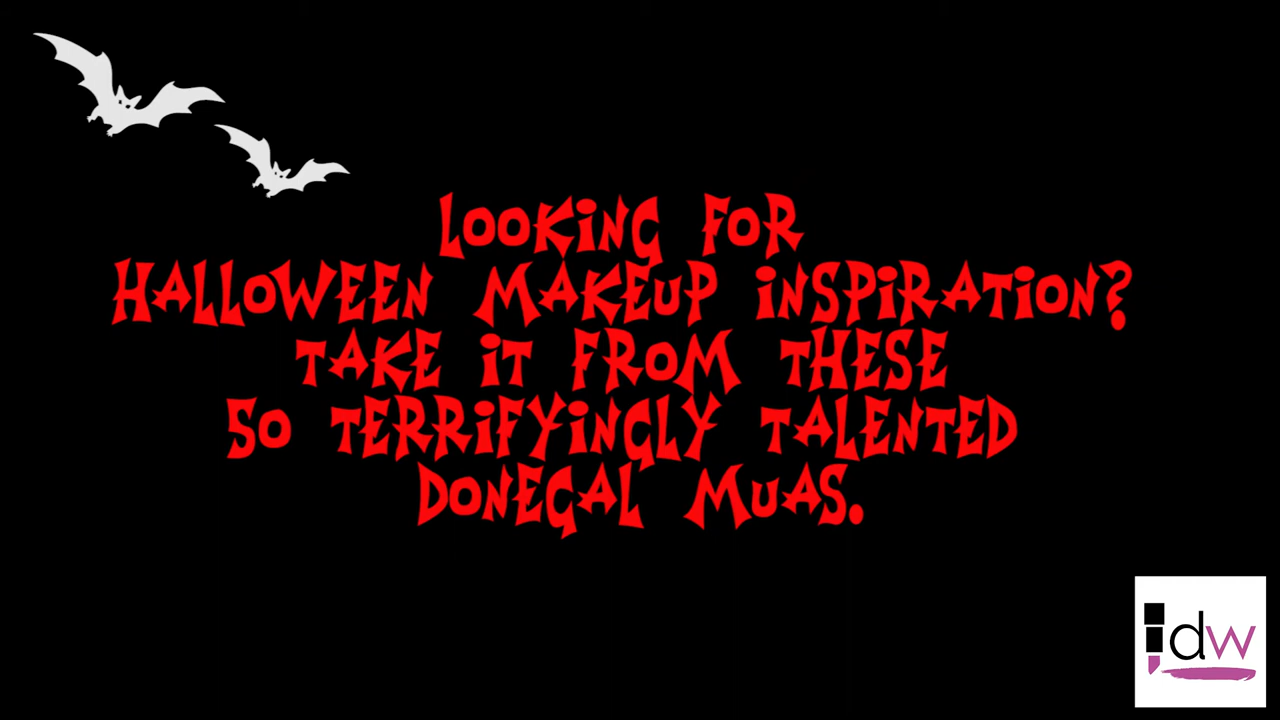 LOOKING FOR
HALLOWEEN MAKEUP INSPIRATION?
TAKE IT FROM THESE
50 TERRIFYINGLY TALENTED
DONEGAL MUAS.
idw